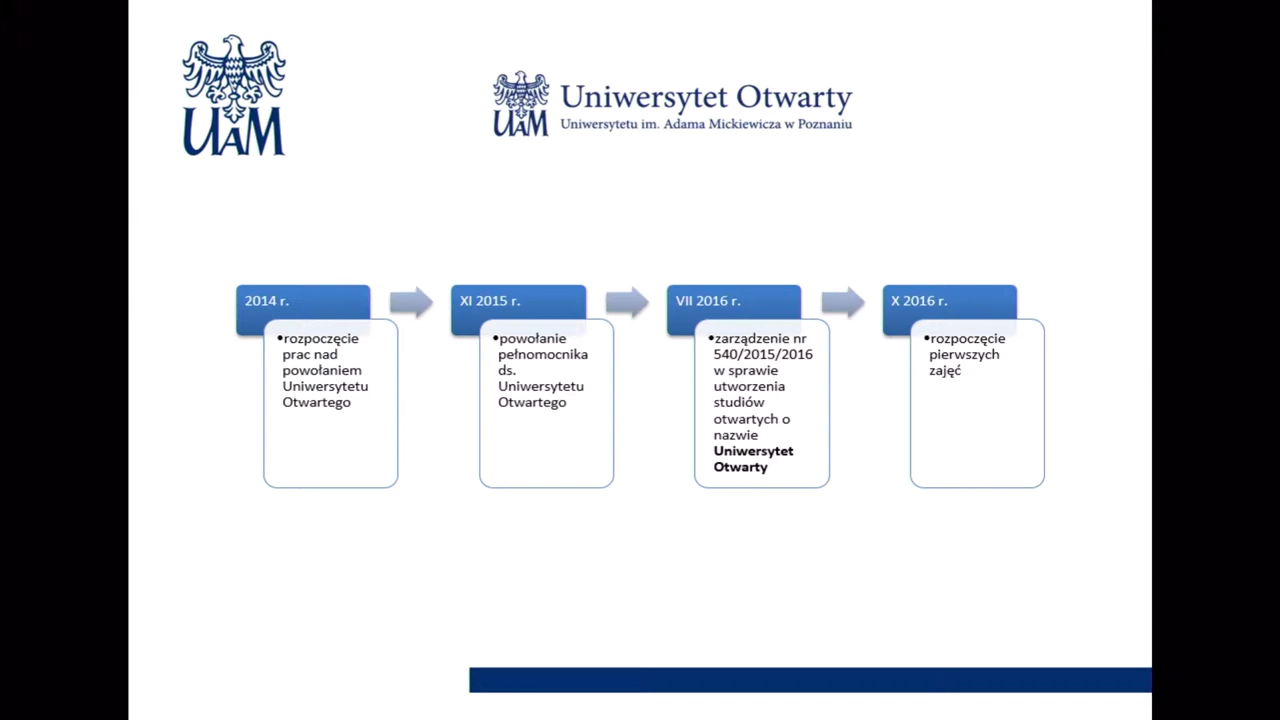 UAM
UAM
Uniwersytet Otwarty
Uniwersytetu im. Adama Mickiewicza w Poznaniu
2014 r.
•rozpoczęcie
prac nad
powołaniem
Uniwersytetu
Otwartego
XI 2015 r.
•powołanie
pełnomocnika
ds.
Uniwersytetu
Otwartego
VII 2016 r.
•zarządzenie nr
540/2015/2016
w sprawie
utworzenia
studiów
otwartych o
nazwie
Uniwersytet
Otwarty
X 2016 r.
•rozpoczęcie
pierwszych
zajęć